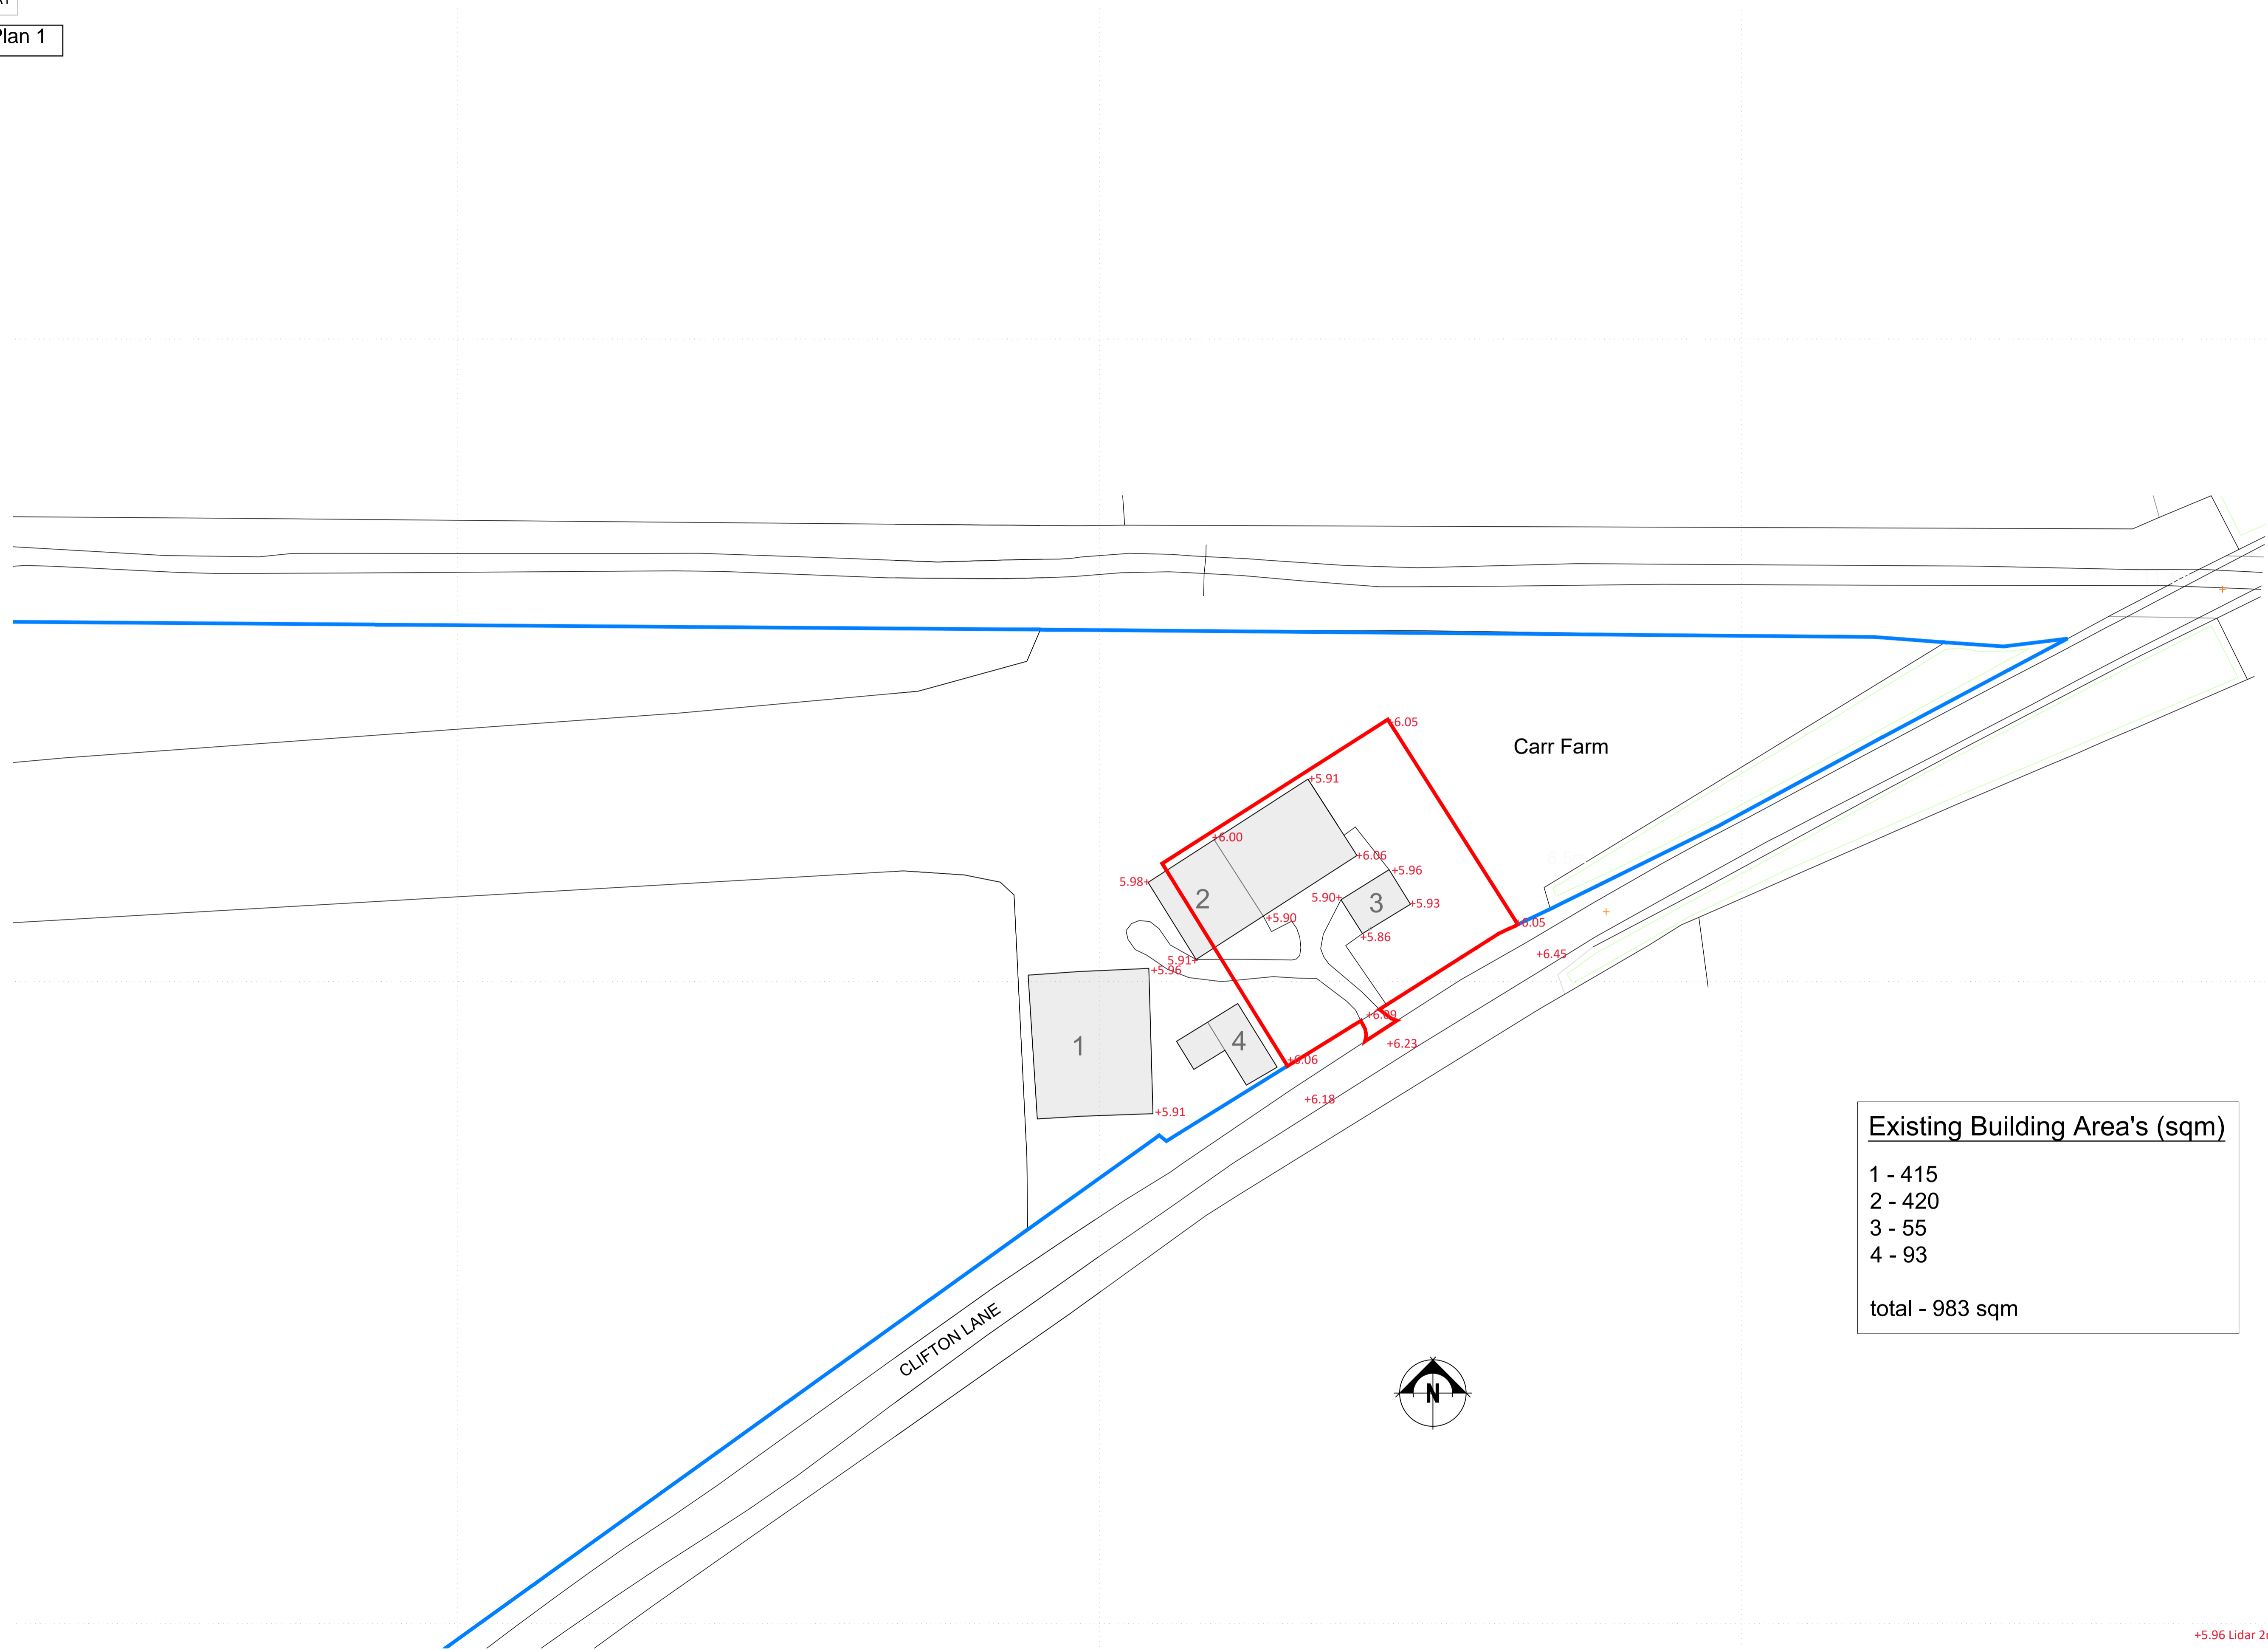 Plan 1
+6.05
Carr Farm
+5.91
+6.00
+6.06
5.98+
+5.96
2
5.90+
3
+5.93
+5.90
+6.05
+5.86
+6.45
5.91+
+5.96
4
1
+6.23
+6.06
+6.18
+5.91
Existing Building Area's (sqm)
1 - 415
2 - 420
3 - 55
4 - 93
total - 983 sqm
CLIFTON LANE
N
+5.96 Lidar